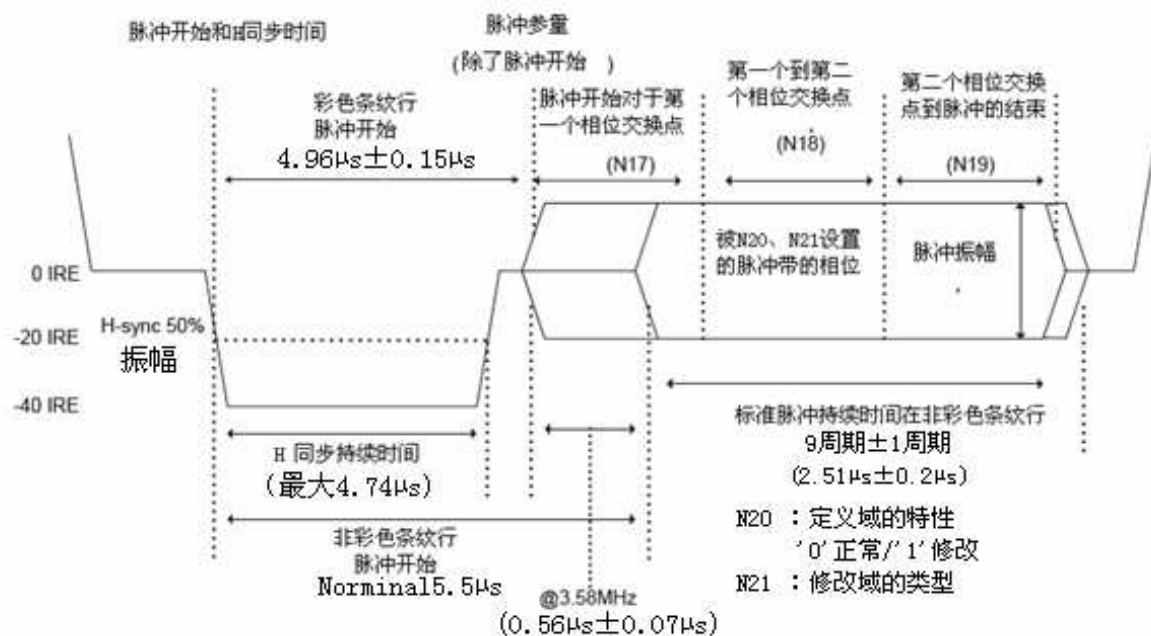 脉冲开始和H同步时间
脉冲参量
(除了脉冲开始 )
彩色条纹行
脉冲开始
4.96μs±0.15μs
脉冲开始对于第
一个相位交换点
(N17)
第一个到第二
个相位交换点
(N18)
第二个相位交换
点到脉冲的结束
(N19)
0 IRE
H-sync 50%
-20 IRE
振幅
-40 IRE
被N20、N21设置
的脉冲带的相位
脉冲振幅
H 同步持续时间
(最大4.74μs)
标准脉冲持续时间在非彩色条纹行
9周期±1周期
(2.51μs±0.2μs)
非彩色条纹行
脉冲开始
Norminal5.5μs
@3.58MHz
(0.56μs±0.07μs)
N20 :定义域的特性
'0'正常/'1'修改
N21 :修改域的类型